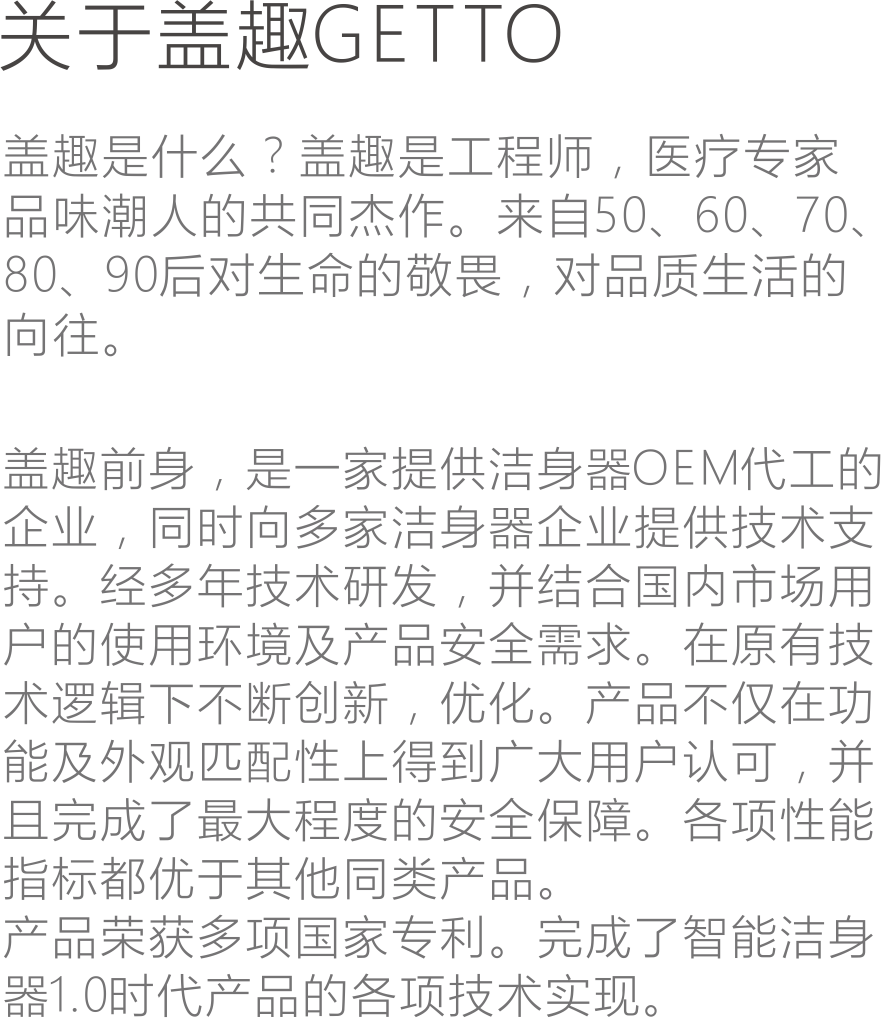 关于盖趣GETTO
盖趣是什么？盖趣是工程师，医疗专家
品味潮人的共同杰作。来自50、60、70、
80、90后对生命的敬畏，对品质生活的
向往。
盖趣前身，是一家提供洁身器OEM代工的
企业，同时向多家洁身器企业提供技术支
持。经多年技术研发，并结合国内市场用
户的使用环境及产品安全需求。在原有技
术逻辑下不断创新，优化。产品不仅在功
能及外观匹配性上得到广大用户认可，并
且完成了最大程度的安全保障。各项性能
指标都优于其他同类产品。
产品荣获多项国家专利。完成了智能洁身
器1.0时代产品的各项技术实现。